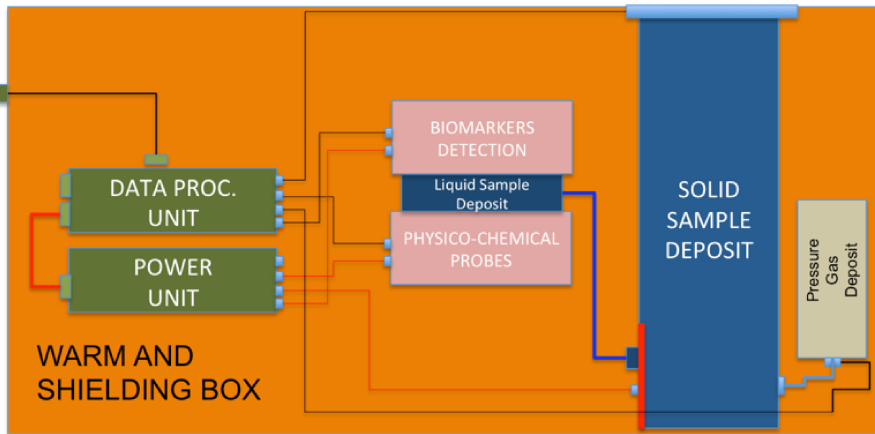 BIOMARKERS
DETECTION
Liquid Sample
Deposit
PHYSICO-CHEMICAL
PROBES
DATA PROC.
UNIT
POWER
UNIT
SOLID
SAMPLE
DEPOSIT
Pressure
Gas
Deposit
WARM AND
SHIELDING BOX